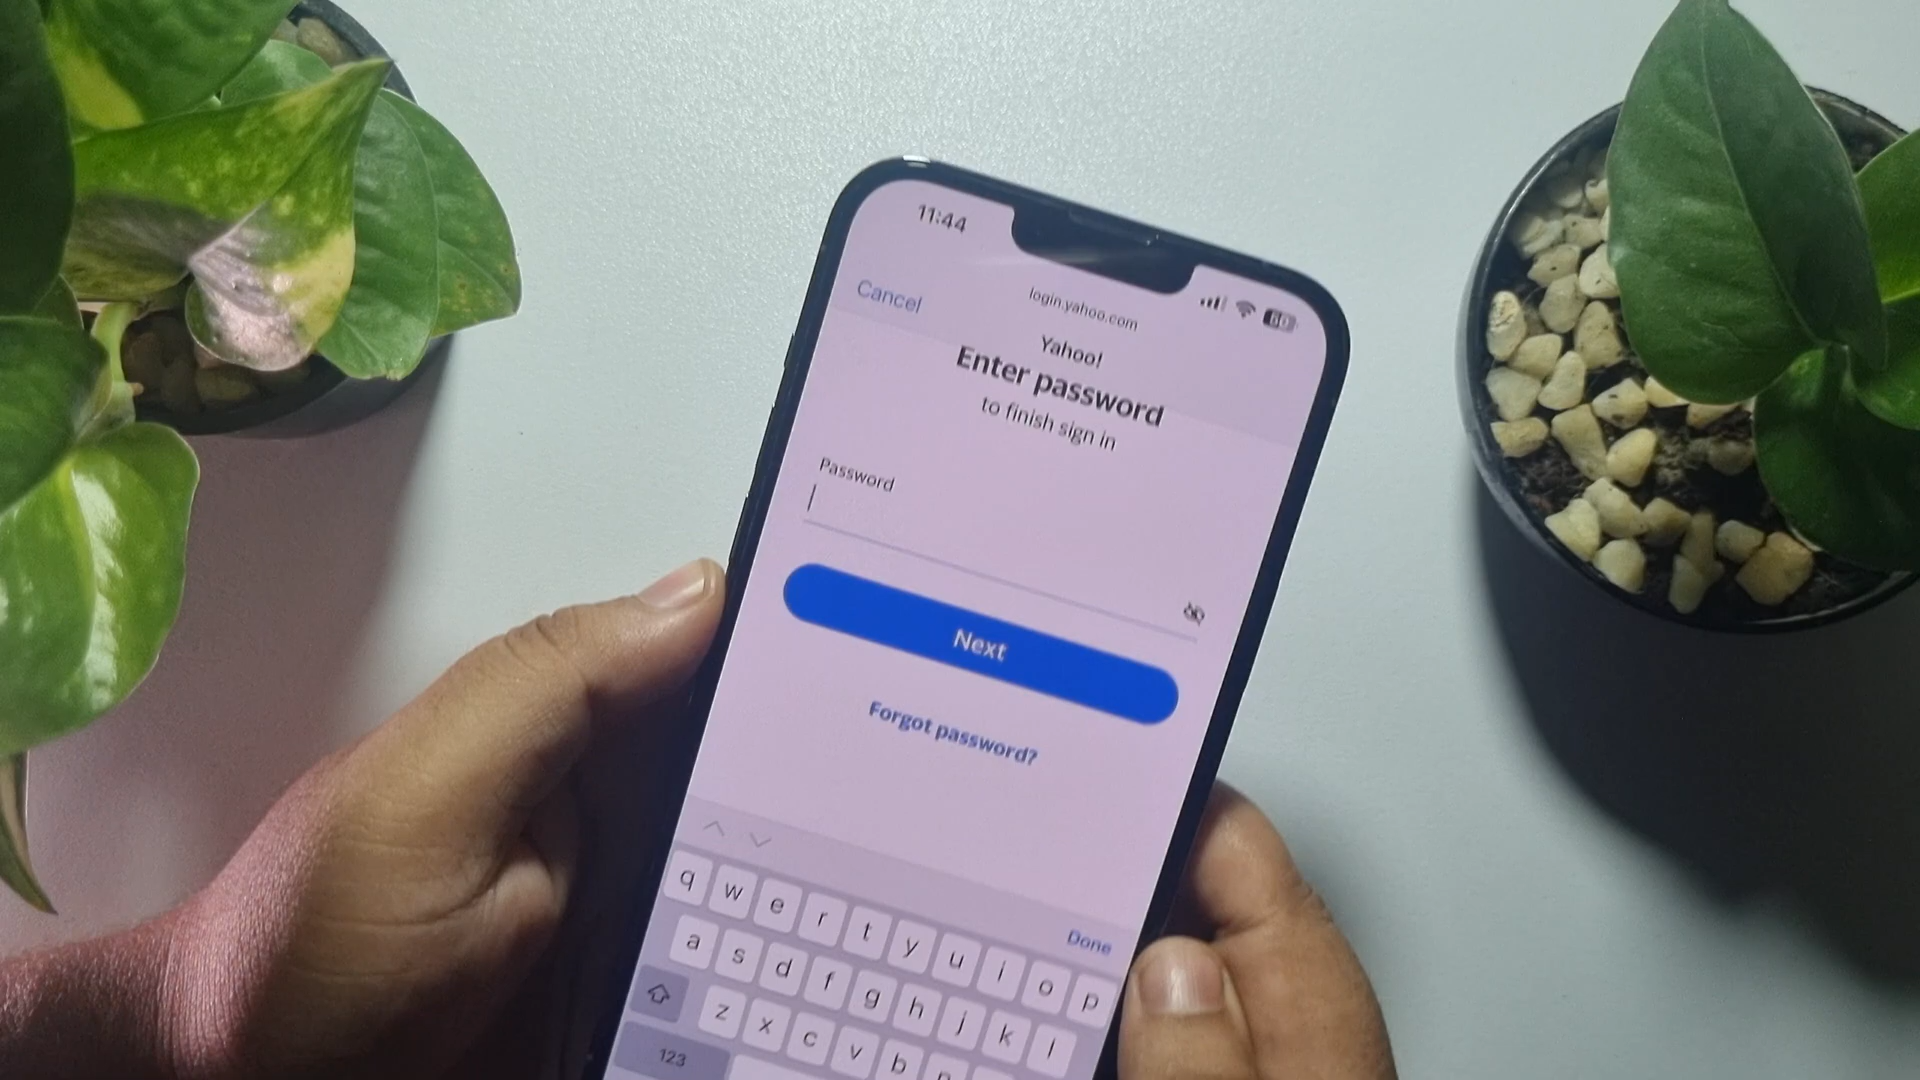 11:44
60
Cancel
login.yahoo.com
Yahoo!
Enter password
to finish sign in
Password
Next
Forgot password?
Done
q w e r t y u i o p
a s d f g h j k l
z x c v b n
123